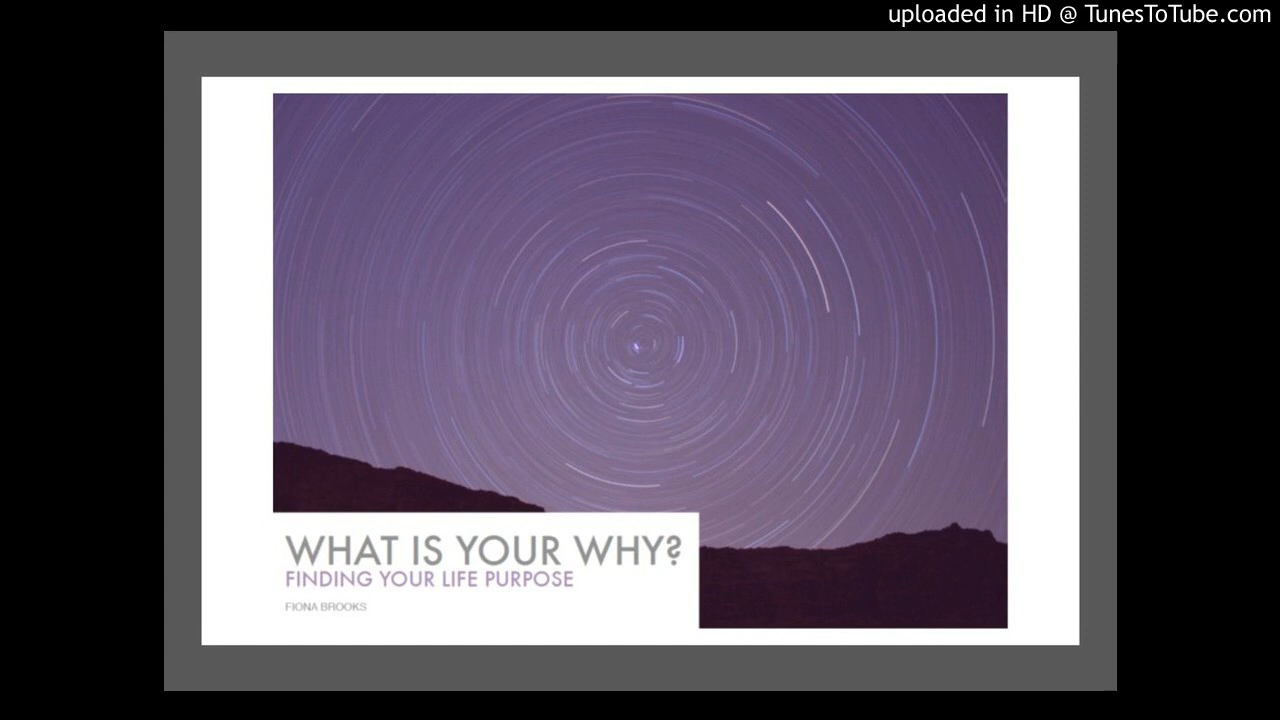 uploaded in HD @ TunesToTube.com
WHAT IS YOUR WHY?
FINDING YOUR LIFE PURPOSE
FIONA BROOKS